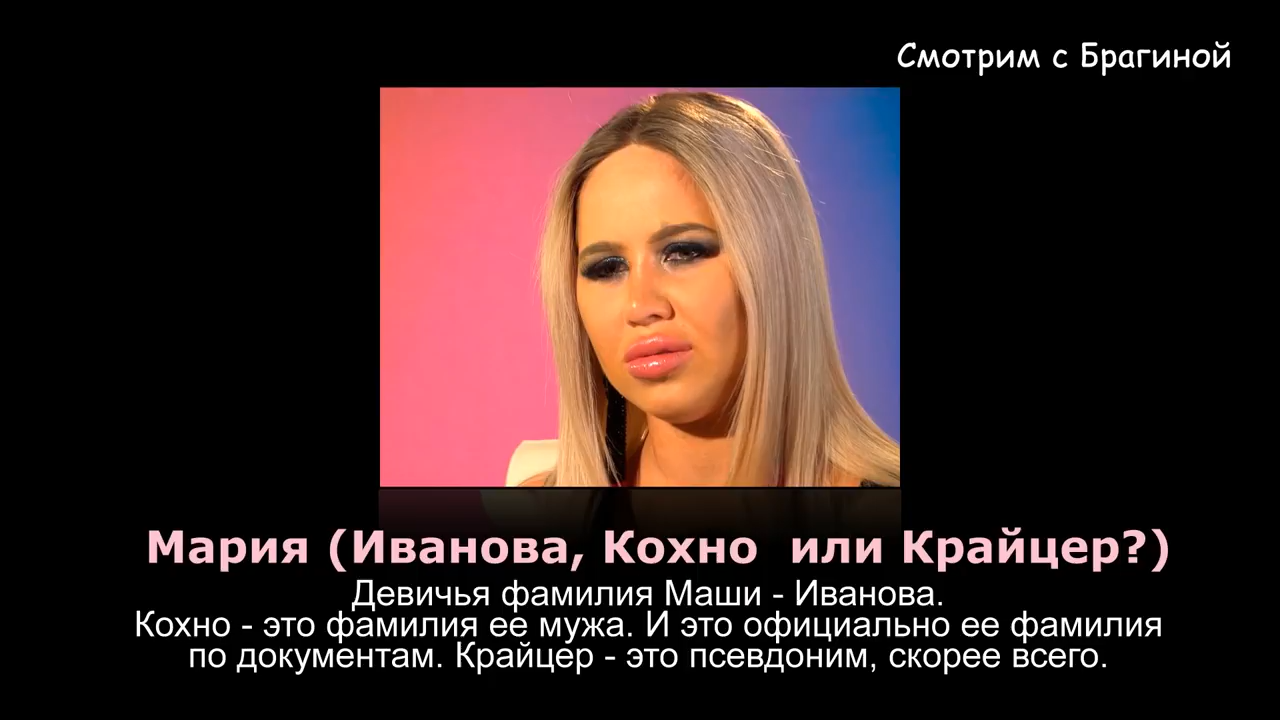 Смотрим с Брагиной
Мария (Иванова, Кохно или Крайцер?)
Девичья фамилия Маши - Иванова.
Кохно - это фамилия ее мужа. И это официально ее фамилия
по документам. Крайцер - это псевдоним, скорее всего.